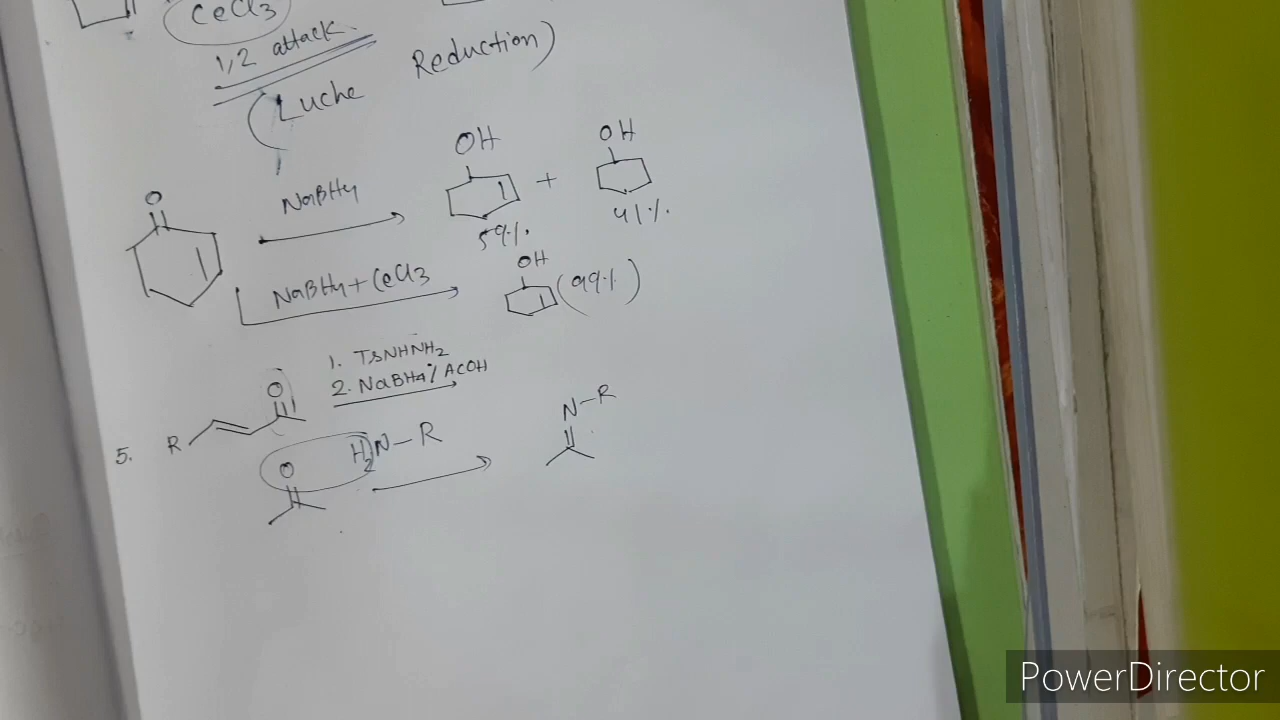 CeCl3
1,2 attack.
(Luche Reduction)
O
NaBH4
OH
+
OH
59%.
41%.
NaBH4 + CeCl3
OH
(99%)
1. TsNHNH2
2. NaBH4/AcOH
5. R
O
O
H2N-R
N-R
PowerDirector